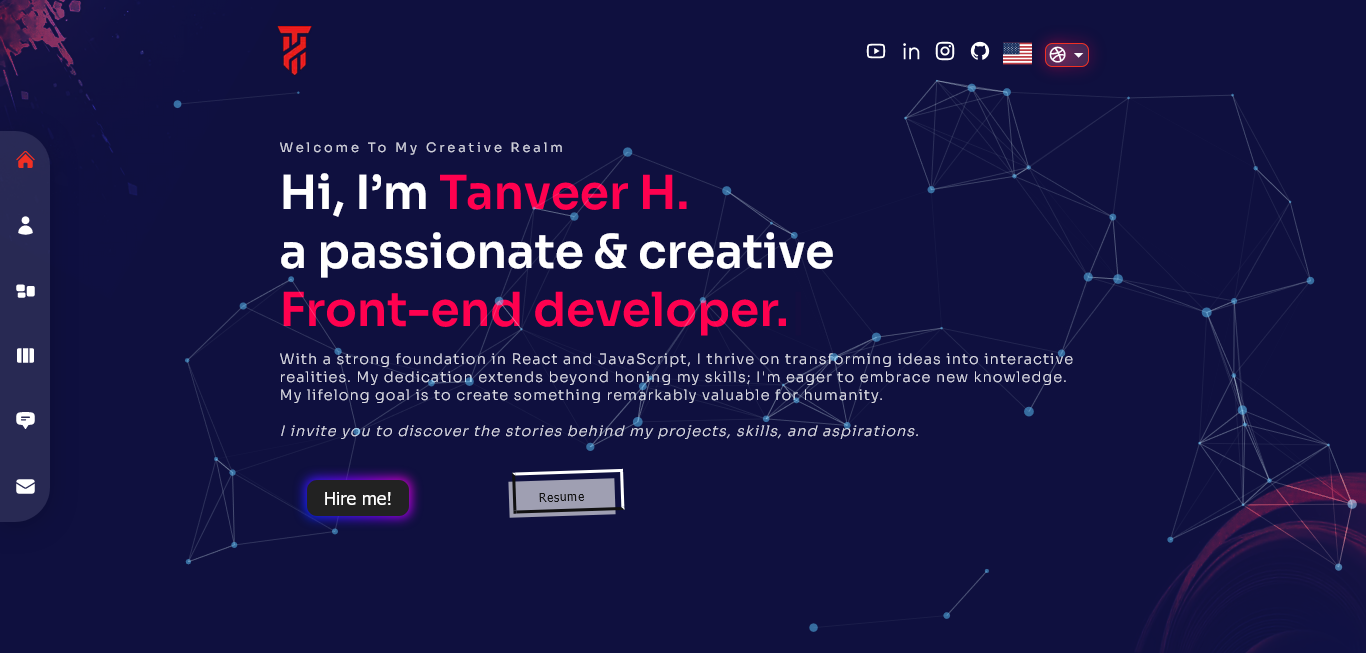 Welcome To My Creative Realm
Hi, I’m Tanveer H.
a passionate & creative
Front-end developer.
With a strong foundation in React and JavaScript, I thrive on transforming ideas into interactive
realities. My dedication extends beyond honing my skills; I'm eager to embrace new knowledge.
My lifelong goal is to create something remarkably valuable for humanity.
I invite you to discover the stories behind my projects, skills, and aspirations.
Hire me!
Resume